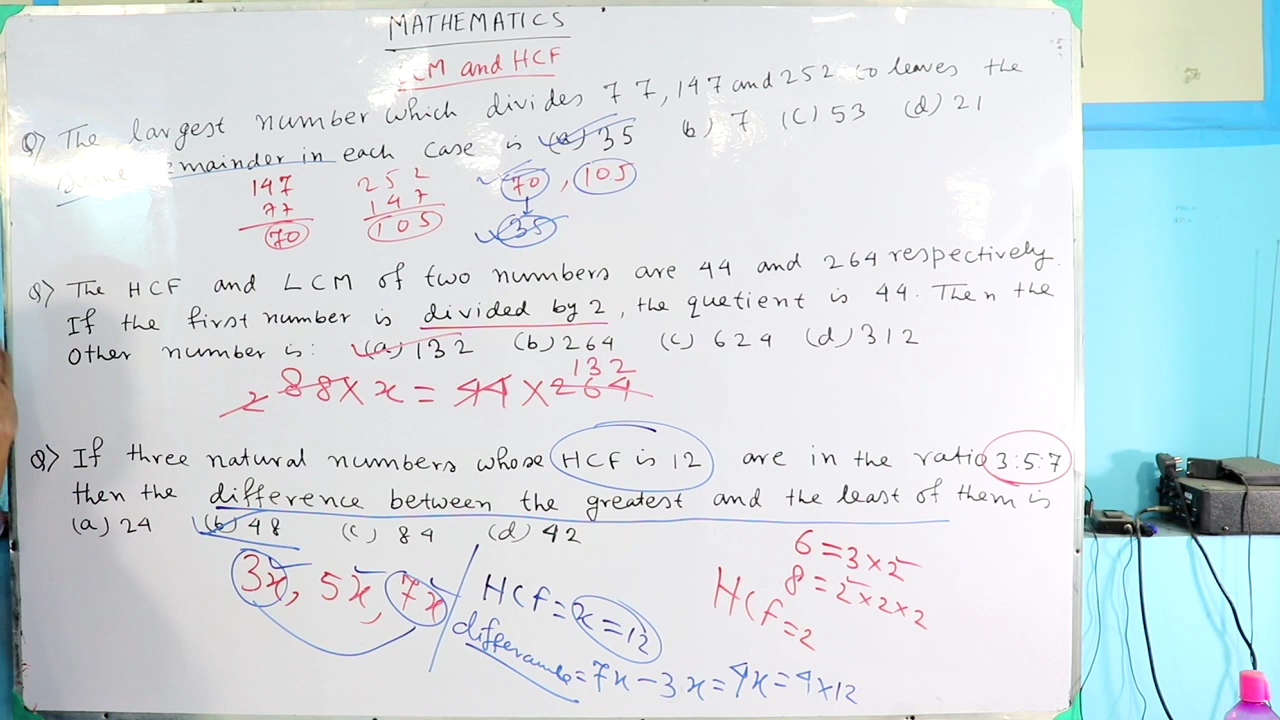 MATHEMATICS
LCM and HCF
Q) The largest number which divides 77, 147 and 252 to leaves the
remainder in each case is (a) 35 (b) 7 (c) 53 (d) 21
147
77
70
252
147
105
70, 105
35
Q) The HCF and LCM of two numbers are 44 and 264 respectively.
If the first number is divided by 2, the quetient is 44. Then the
Other number is: (a) 132 (b) 264 (c) 624 (d) 312
132
2 88 × x = 44 × 264
Q) If three natural numbers whose HCF is 12 are in the ratio 3:5:7
then the difference between the greatest and the least of them is
(a) 24 (b) 48 (c) 84 (d) 42
3x, 5x, 7x
HCf = x = 12
difference = 7x - 3x = 4x = 4 × 12
6 = 3 × 2
8 = 2 × 2 × 2
HCf = 2